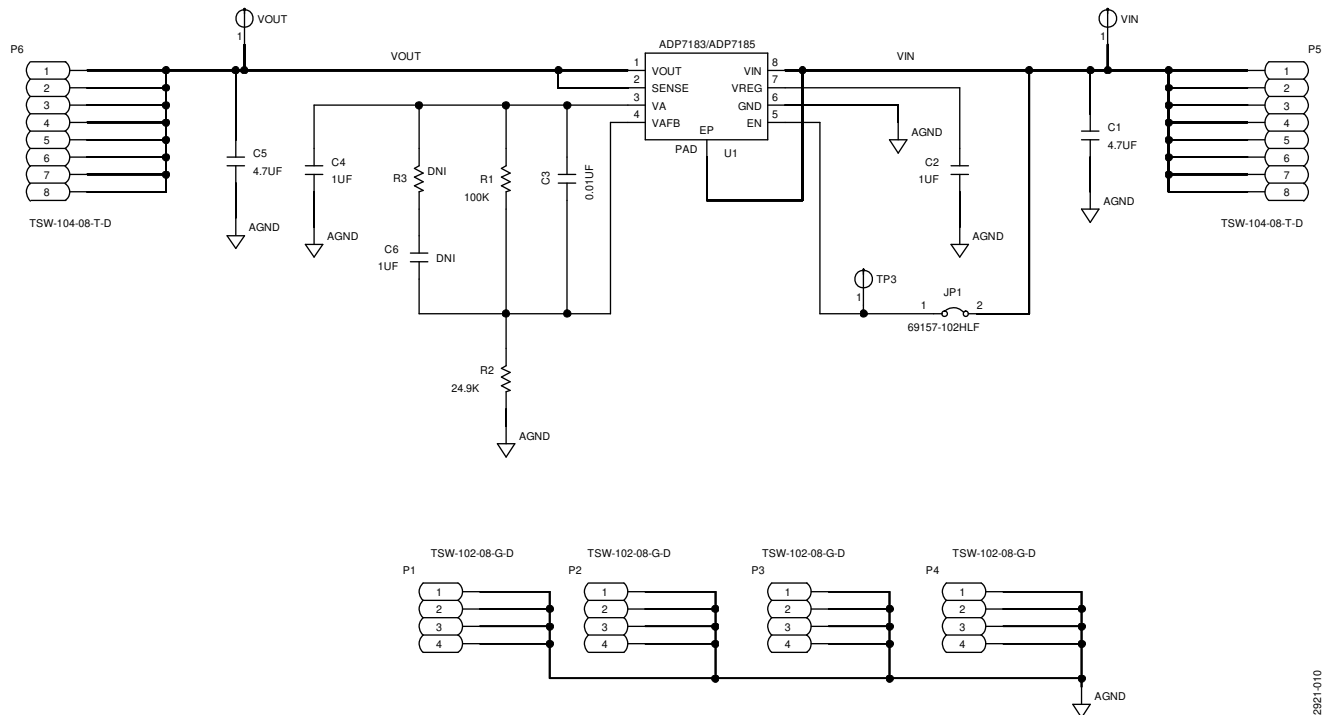 VOUT
1
VIN
1
P6
ADP7183/ADP7185
P5
VOUT
VIN
1
2
3
4
5
6
7
8
TSW-104-08-T-D
1
2
3
4
VOUT
SENSE
VA
VAFB
VIN
VREG
GND
EN
EP
8
7
6
5
PAD
U1
1
2
3
4
5
6
7
8
TSW-104-08-T-D
C5
4.7UF
AGND
C4
1UF
AGND
R3
DNI
C6
1UF
DNI
R1
100K
C3
0.01UF
R2
24.9K
AGND
AGND
C2
1UF
AGND
C1
4.7UF
AGND
TP3
1
JP1
1
2
69157-102HLF
TSW-102-08-G-D
P1
1
2
3
4
TSW-102-08-G-D
P2
1
2
3
4
TSW-102-08-G-D
P3
1
2
3
4
TSW-102-08-G-D
P4
1
2
3
4
AGND
2921-010